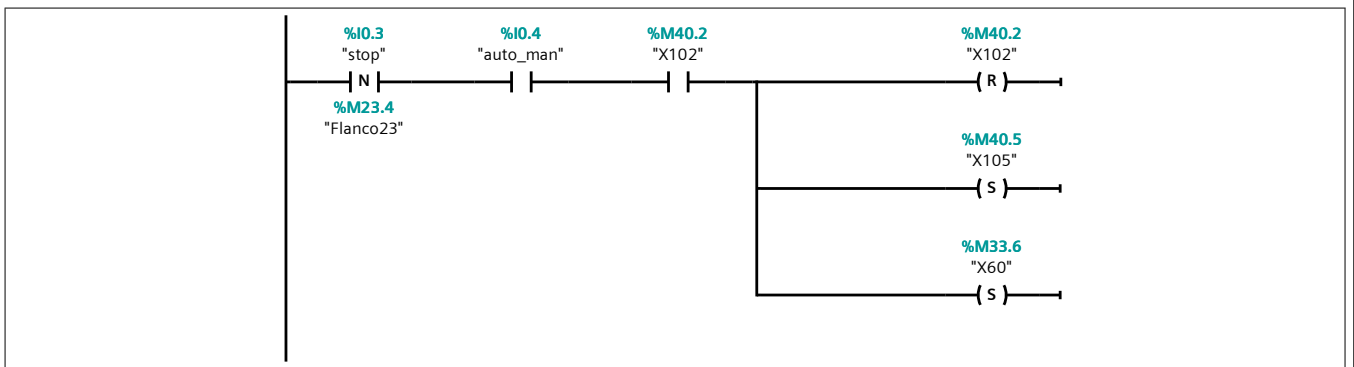 %I0.3 %I0.4 %M40.2 %M40.2
"stop" "auto_man" "X102" "X102"
N R
%M23.4
"Flanco23"
%M40.5
"X105"
S
%M33.6
"X60"
S